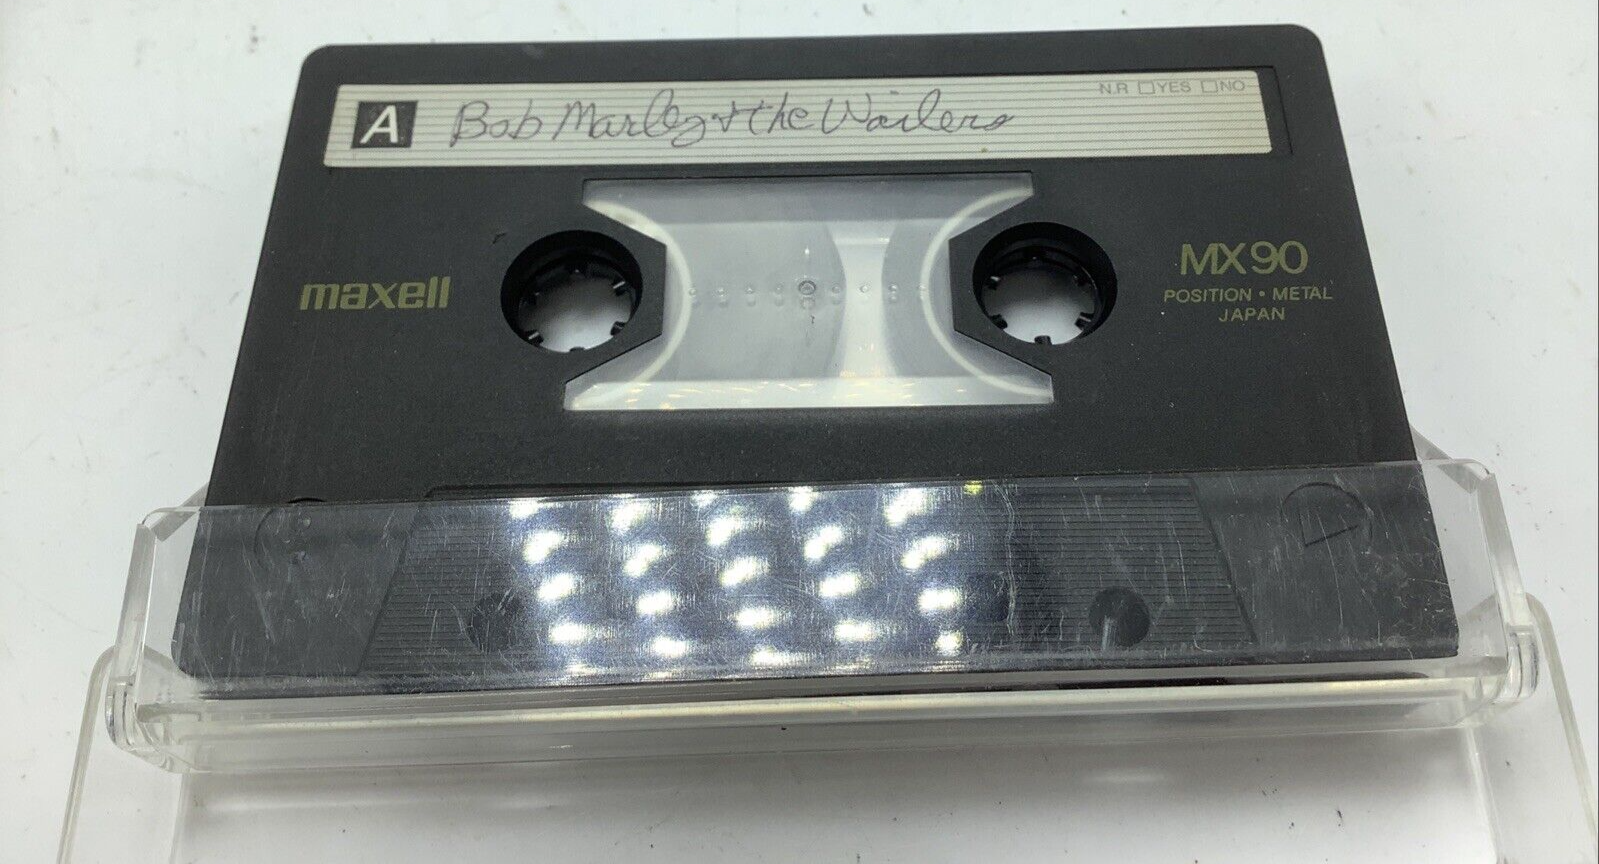 N.R □YES □NO
A Bob Marley & the Wailers
maxell
MX90
POSITION • METAL
JAPAN